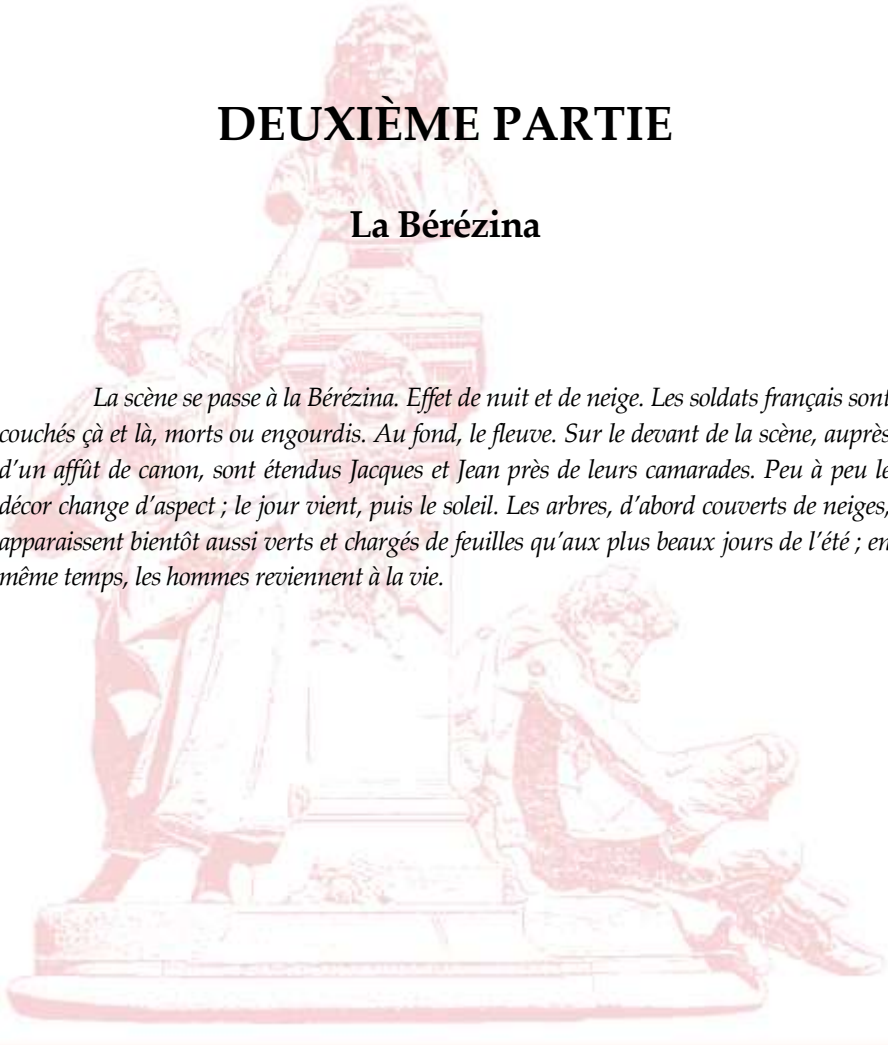 DEUXIÈME PARTIE
La Bérézina
La scène se passe à la Bérézina. Effet de nuit et de neige. Les soldats français sont
couchés çà et là, morts ou engourdis. Au fond, le fleuve. Sur le devant de la scène, auprès
d’un affût de canon, sont étendus Jacques et Jean près de leurs camarades. Peu à peu le
décor change d’aspect ; le jour vient, puis le soleil. Les arbres, d’abord couverts de neiges,
apparaissent bientôt aussi verts et chargés de feuilles qu’aux plus beaux jours de l’été ; en
même temps, les hommes reviennent à la vie.